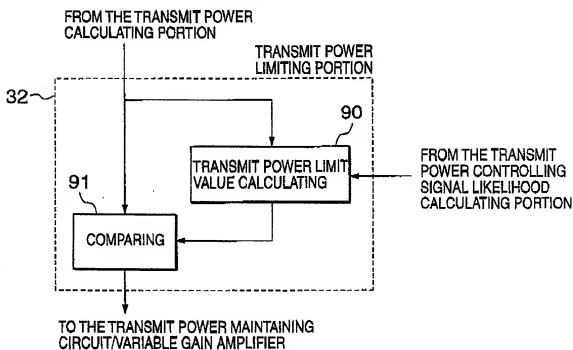 FROM THE TRANSMIT POWER
CALCULATING PORTION
TRANSMIT POWER
LIMITING PORTION
32
90
TRANSMIT POWER LIMIT
VALUE CALCULATING
FROM THE TRANSMIT
POWER CONTROLLING
SIGNAL LIKELIHOOD
CALCULATING PORTION
91
COMPARING
TO THE TRANSMIT POWER MAINTAINING
CIRCUIT/VARIABLE GAIN AMPLIFIER